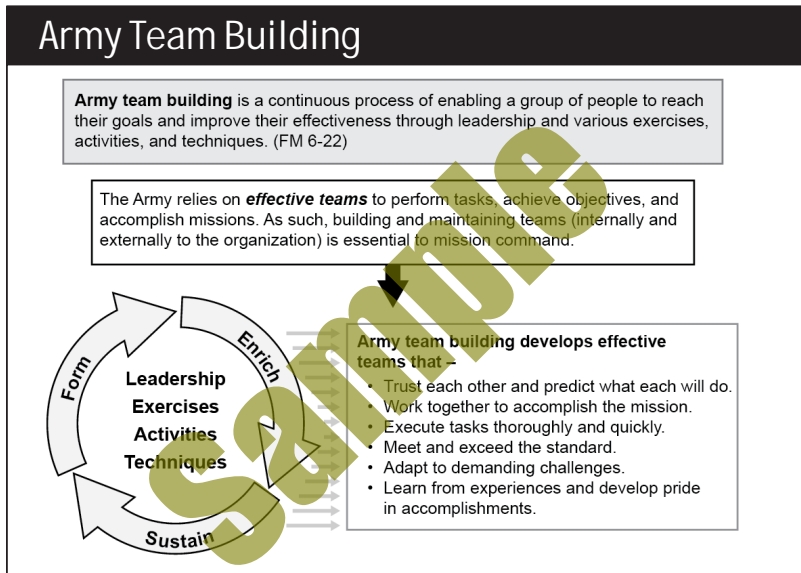 Army Team Building
Army team building is a continuous process of enabling a group of people to reach
their goals and improve their effectiveness through leadership and various exercises,
activities, and techniques. (FM 6-22)
The Army relies on effective teams to perform tasks, achieve objectives, and
accomplish missions. As such, building and maintaining teams (internally and
externally to the organization) is essential to mission command.
Form
Enrich
Sustain
Leadership
Exercises
Activities
Techniques
Army team building develops effective
teams that –
• Trust each other and predict what each will do.
• Work together to accomplish the mission.
• Execute tasks thoroughly and quickly.
• Meet and exceed the standard.
• Adapt to demanding challenges.
• Learn from experiences and develop pride
in accomplishments.
Sample